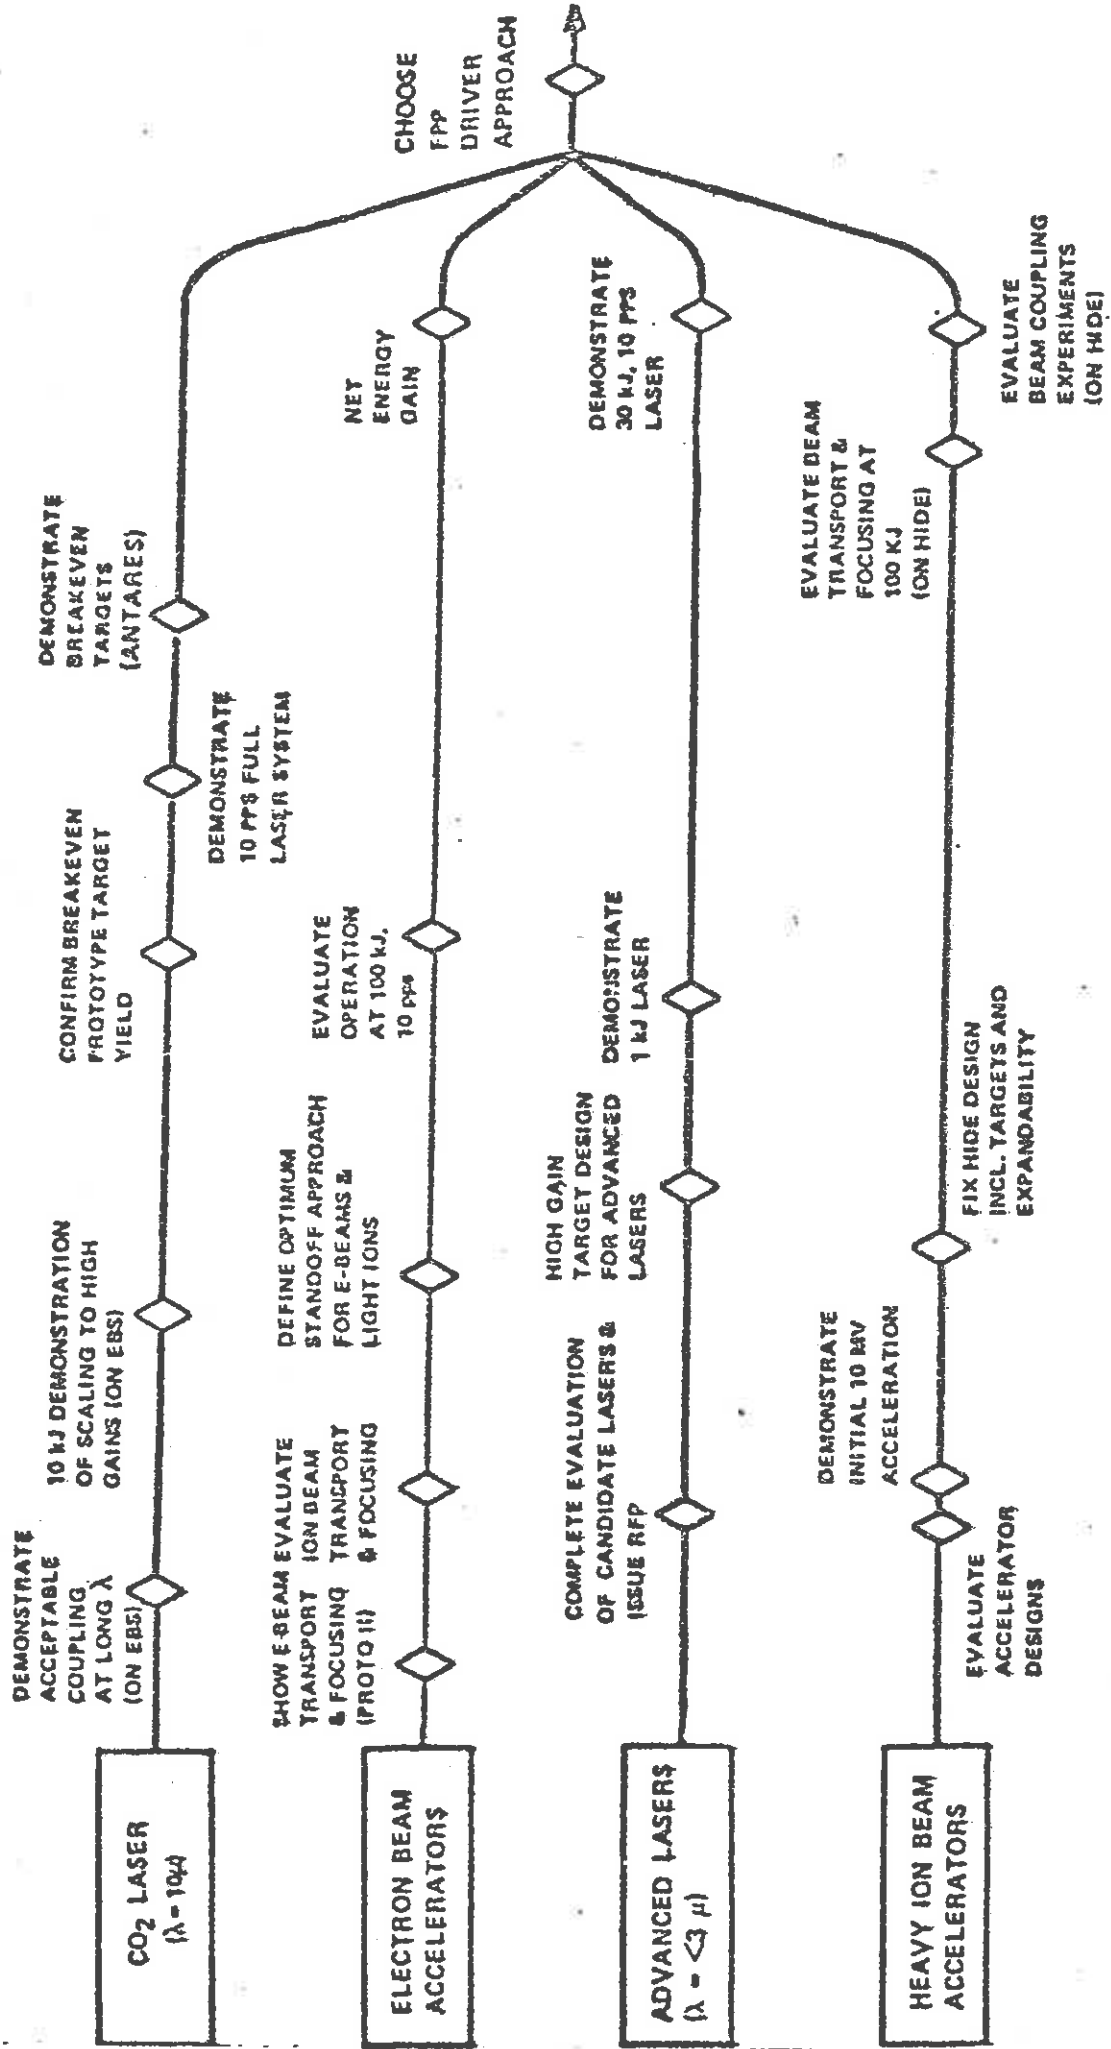 CO2 LASER
(λ = 10μ)
DEMONSTRATE
ACCEPTABLE
COUPLING
AT LONG λ
(ON EBS)
10 kJ DEMONSTRATION
OF SCALING TO HIGH
GAINS (ON EBS)
CONFIRM BREAKEVEN
PROTOTYPE TARGET
YIELD
DEMONSTRATE
10 PPS FULL
LASER SYSTEM
DEMONSTRATE
BREAKEVEN
TARGETS
(ANTARES)
ELECTRON BEAM
ACCELERATORS
SHOW E-BEAM
TRANSPORT
& FOCUSING
(PROTO II)
EVALUATE
ION BEAM
TRANSPORT
& FOCUSING
DEFINE OPTIMUM
STANDOFF APPROACH
FOR E-BEAMS &
LIGHT IONS
EVALUATE
OPERATION
AT 100 kJ,
10 pps
NET
ENERGY
GAIN
ADVANCED LASERS
(λ = <3 μ)
COMPLETE EVALUATION
OF CANDIDATE LASER'S &
ISSUE RFP
HIGH GAIN
TARGET DESIGN
FOR ADVANCED
LASERS
DEMONSTRATE
1 kJ LASER
DEMONSTRATE
30 kJ, 10 PPS
LASER
HEAVY ION BEAM
ACCELERATORS
EVALUATE
ACCELERATOR
DESIGNS
DEMONSTRATE
INITIAL 10 MV
ACCELERATION
FIX HIDE DESIGN
INCL. TARGETS AND
EXPANDABILITY
EVALUATE BEAM
TRANSPORT &
FOCUSING AT
100 KJ
(ON HIDE)
EVALUATE
BEAM COUPLING
EXPERIMENTS
(ON HIDE)
CHOOSE
FPP
DRIVER
APPROACH